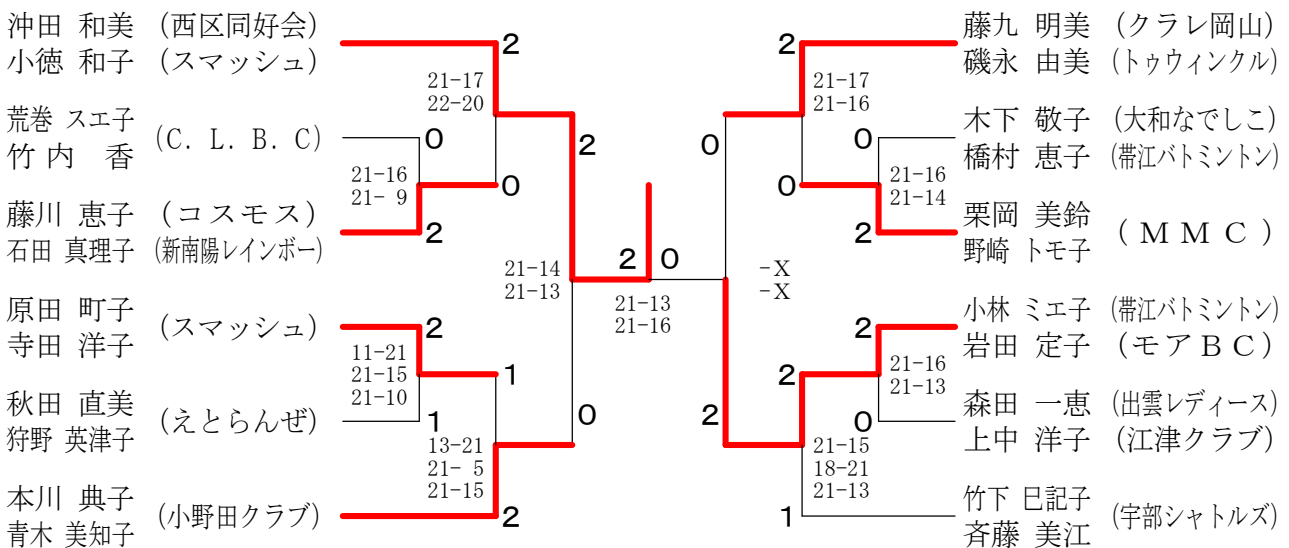 沖田 和美 (西区同好会)
小徳 和子 (スマッシュ)
荒巻 スエ子
竹内 香
(C. L. B. C)
藤川 恵子 (コスモス)
石田 真理子 (新南陽レインボー)
原田 町子
寺田 洋子
(スマッシュ)
秋田 直美
狩野 英津子
(えとらんぜ)
本川 典子
青木 美知子
(小野田クラブ)
2
21-17
22-20
0
21-16
21- 9
0
2
2
21-14
21-13
2
11-21
21-15
21-10
1
1
13-21
21- 5
21-15
0
2
2 0
21-13
21-16
藤九 明美 (クラレ岡山)
磯永 由美 (トゥウィンクル)
木下 敬子 (大和なでしこ)
橋村 恵子 (帯江バトミントン)
栗岡 美鈴
野崎 トモ子
(MMC)
小林 ミエ子 (帯江バトミントン)
岩田 定子 (モアBC)
森田 一恵 (出雲レディース)
上中 洋子 (江津クラブ)
竹下 巳記子
斉藤 美江
(宇部シャトルズ)
2
21-17
21-16
0
0
21-16
21-14
0
2
-X
-X
2
21-16
21-13
2
0
2
21-15
18-21
21-13
1